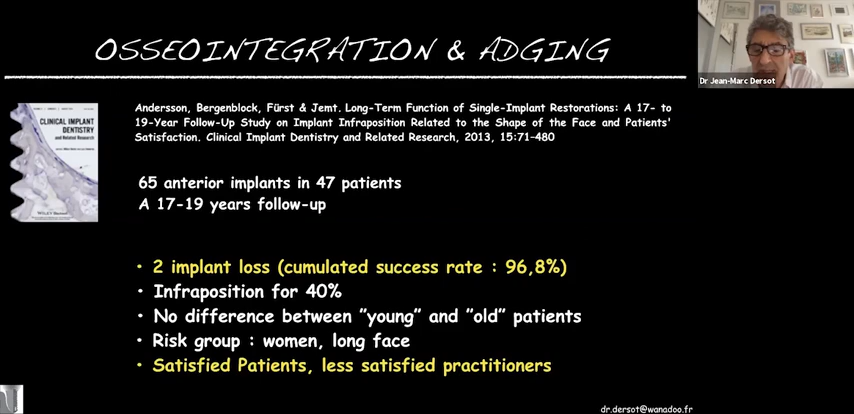 OSSEOINTEGRATION & ADGING
Dr Jean-Marc Dersot
Andersson, Bergenblock, Fürst & Jemt. Long-Term Function of Single-Implant Restorations: A 17- to
19-Year Follow-Up Study on Implant Infraposition Related to the Shape of the Face and Patients'
Satisfaction. Clinical Implant Dentistry and Related Research, 2013, 15:71-480
CLINICAL IMPLANT
DENTISTRY
and Related Research
65 anterior implants in 47 patients
A 17-19 years follow-up
• 2 implant loss (cumulated success rate : 96,8%)
• Infraposition for 40%
• No difference between "young" and "old" patients
• Risk group : women, long face
• Satisfied Patients, less satisfied practitioners
dr.dersot@wanadoo.fr